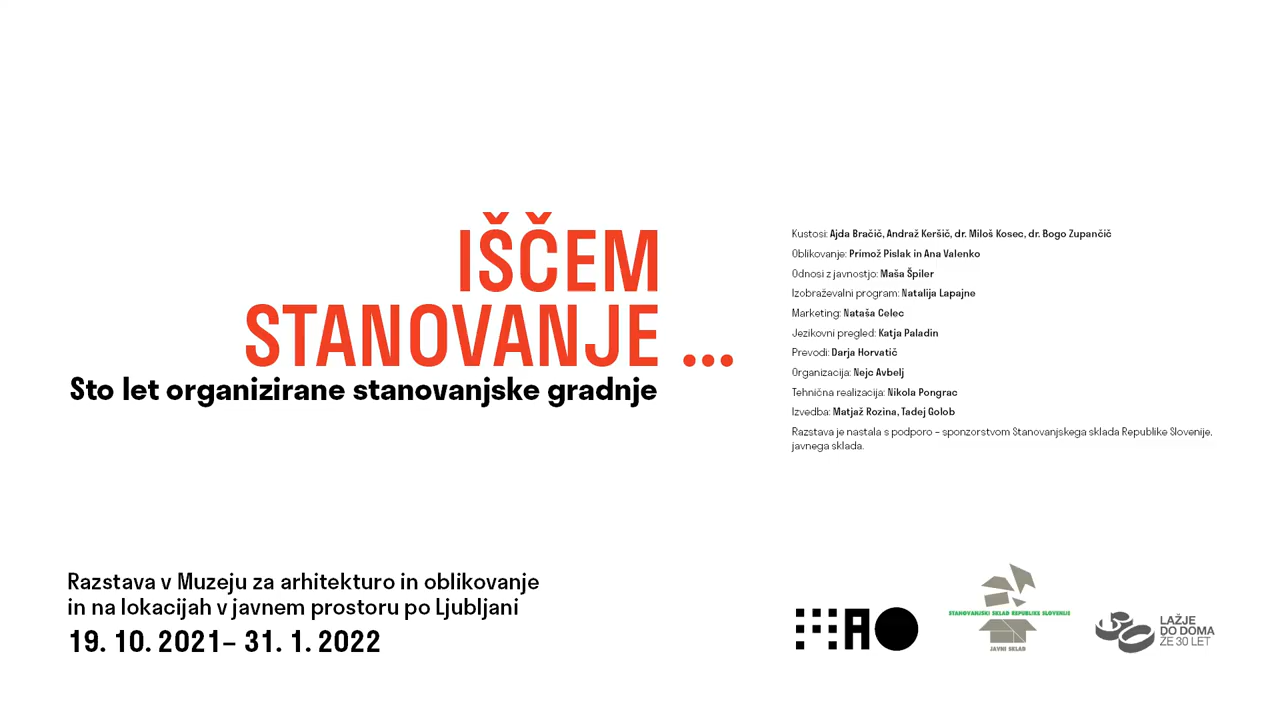 IŠČEM
STANOVANJE ...
Sto let organizirane stanovanjske gradnje
Kustosi: Ajda Bračič, Andraž Keršič, dr. Miloš Kosec, dr. Bogo Zupančič
Oblikovanje: Primož Pislak in Ana Valenko
Odnosi z javnostjo: Maša Špiler
Izobraževalni program: Natalija Lapajne
Marketing: Nataša Celec
Jezikovni pregled: Katja Paladin
Prevodi: Darja Horvatič
Organizacija: Nejc Avbelj
Tehnična realizacija: Nikola Pongrac
Izvedba: Matjaž Rozina, Tadej Golob
Razstava je nastala s podporo – sponzorstvom Stanovanjskega sklada Republike Slovenije,
javnega sklada.
Razstava v Muzeju za arhitekturo in oblikovanje
in na lokacijah v javnem prostoru po Ljubljani
19. 10. 2021– 31. 1. 2022
MAO
STANOVANJSKI SKLAD REPUBLIKE SLOVENIJE
JAVNI SKLAD
30
LAŽJE
DO DOMA
ŽE 30 LET